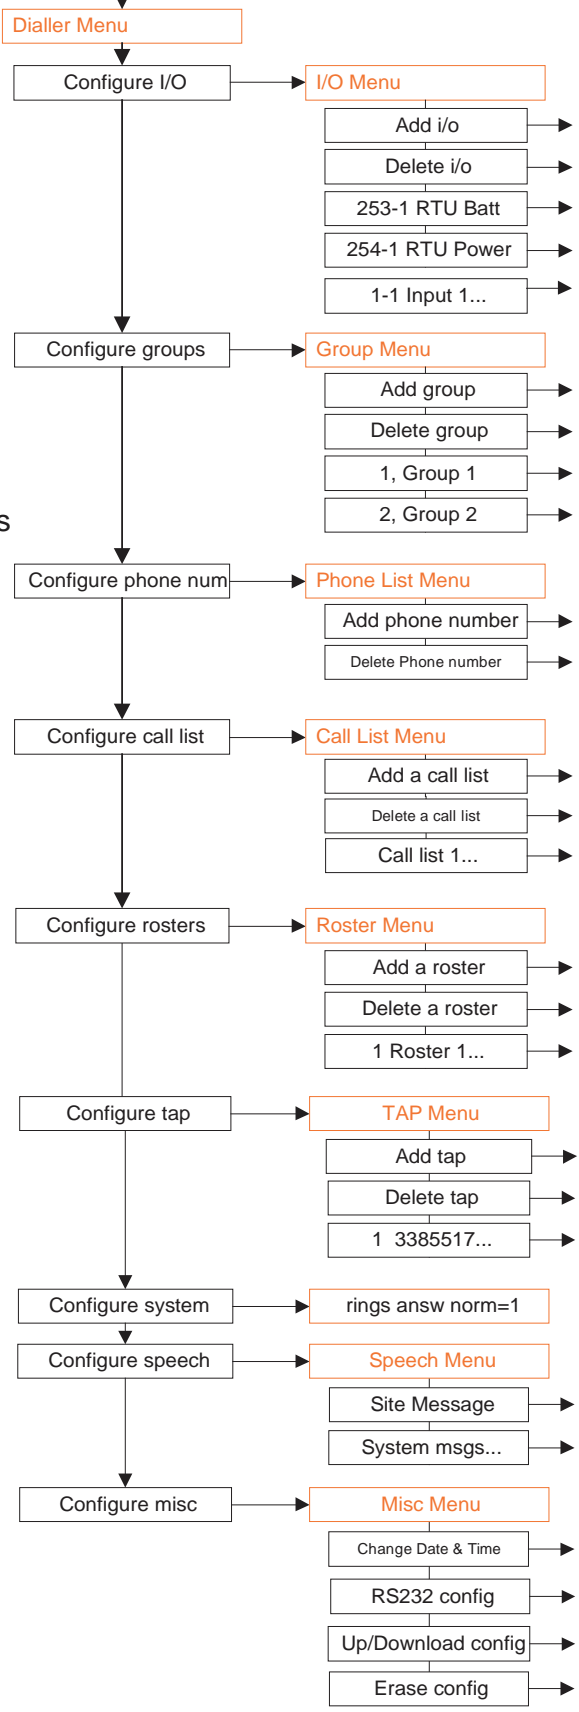 Dialler Menu
Configure I/O
I/O Menu
Add i/o
Delete i/o
253-1 RTU Batt
254-1 RTU Power
1-1 Input 1...
Configure groups
Group Menu
Add group
Delete group
1, Group 1
2, Group 2
s
Configure phone num
Phone List Menu
Add phone number
Delete Phone number
Configure call list
Call List Menu
Add a call list
Delete a call list
Call list 1...
Configure rosters
Roster Menu
Add a roster
Delete a roster
1 Roster 1...
Configure tap
TAP Menu
Add tap
Delete tap
1 3385517...
Configure system
rings answ norm=1
Configure speech
Speech Menu
Site Message
System msgs...
Configure misc
Misc Menu
Change Date & Time
RS232 config
Up/Download config
Erase config